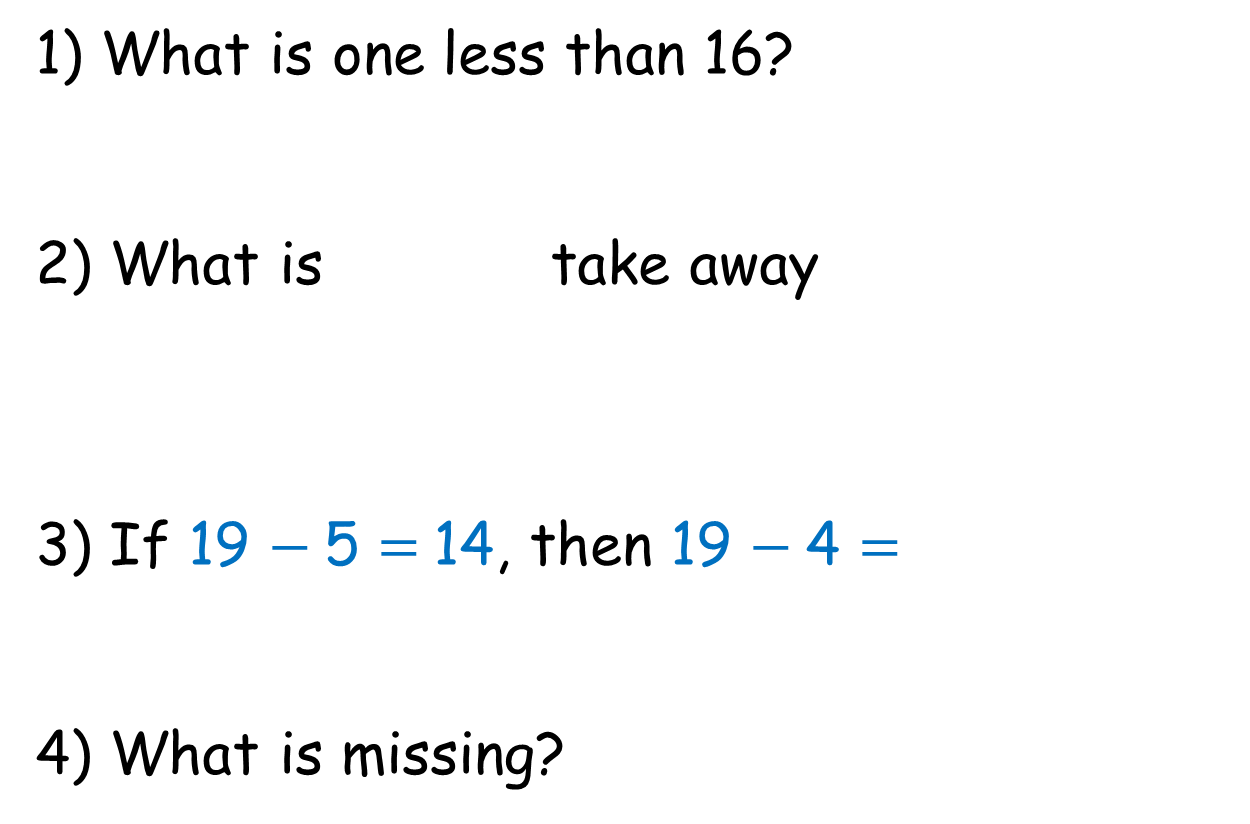 1) What is one less than 16?
2) What is take away
3) If 19 – 5 = 14, then 19 – 4 =
4) What is missing?